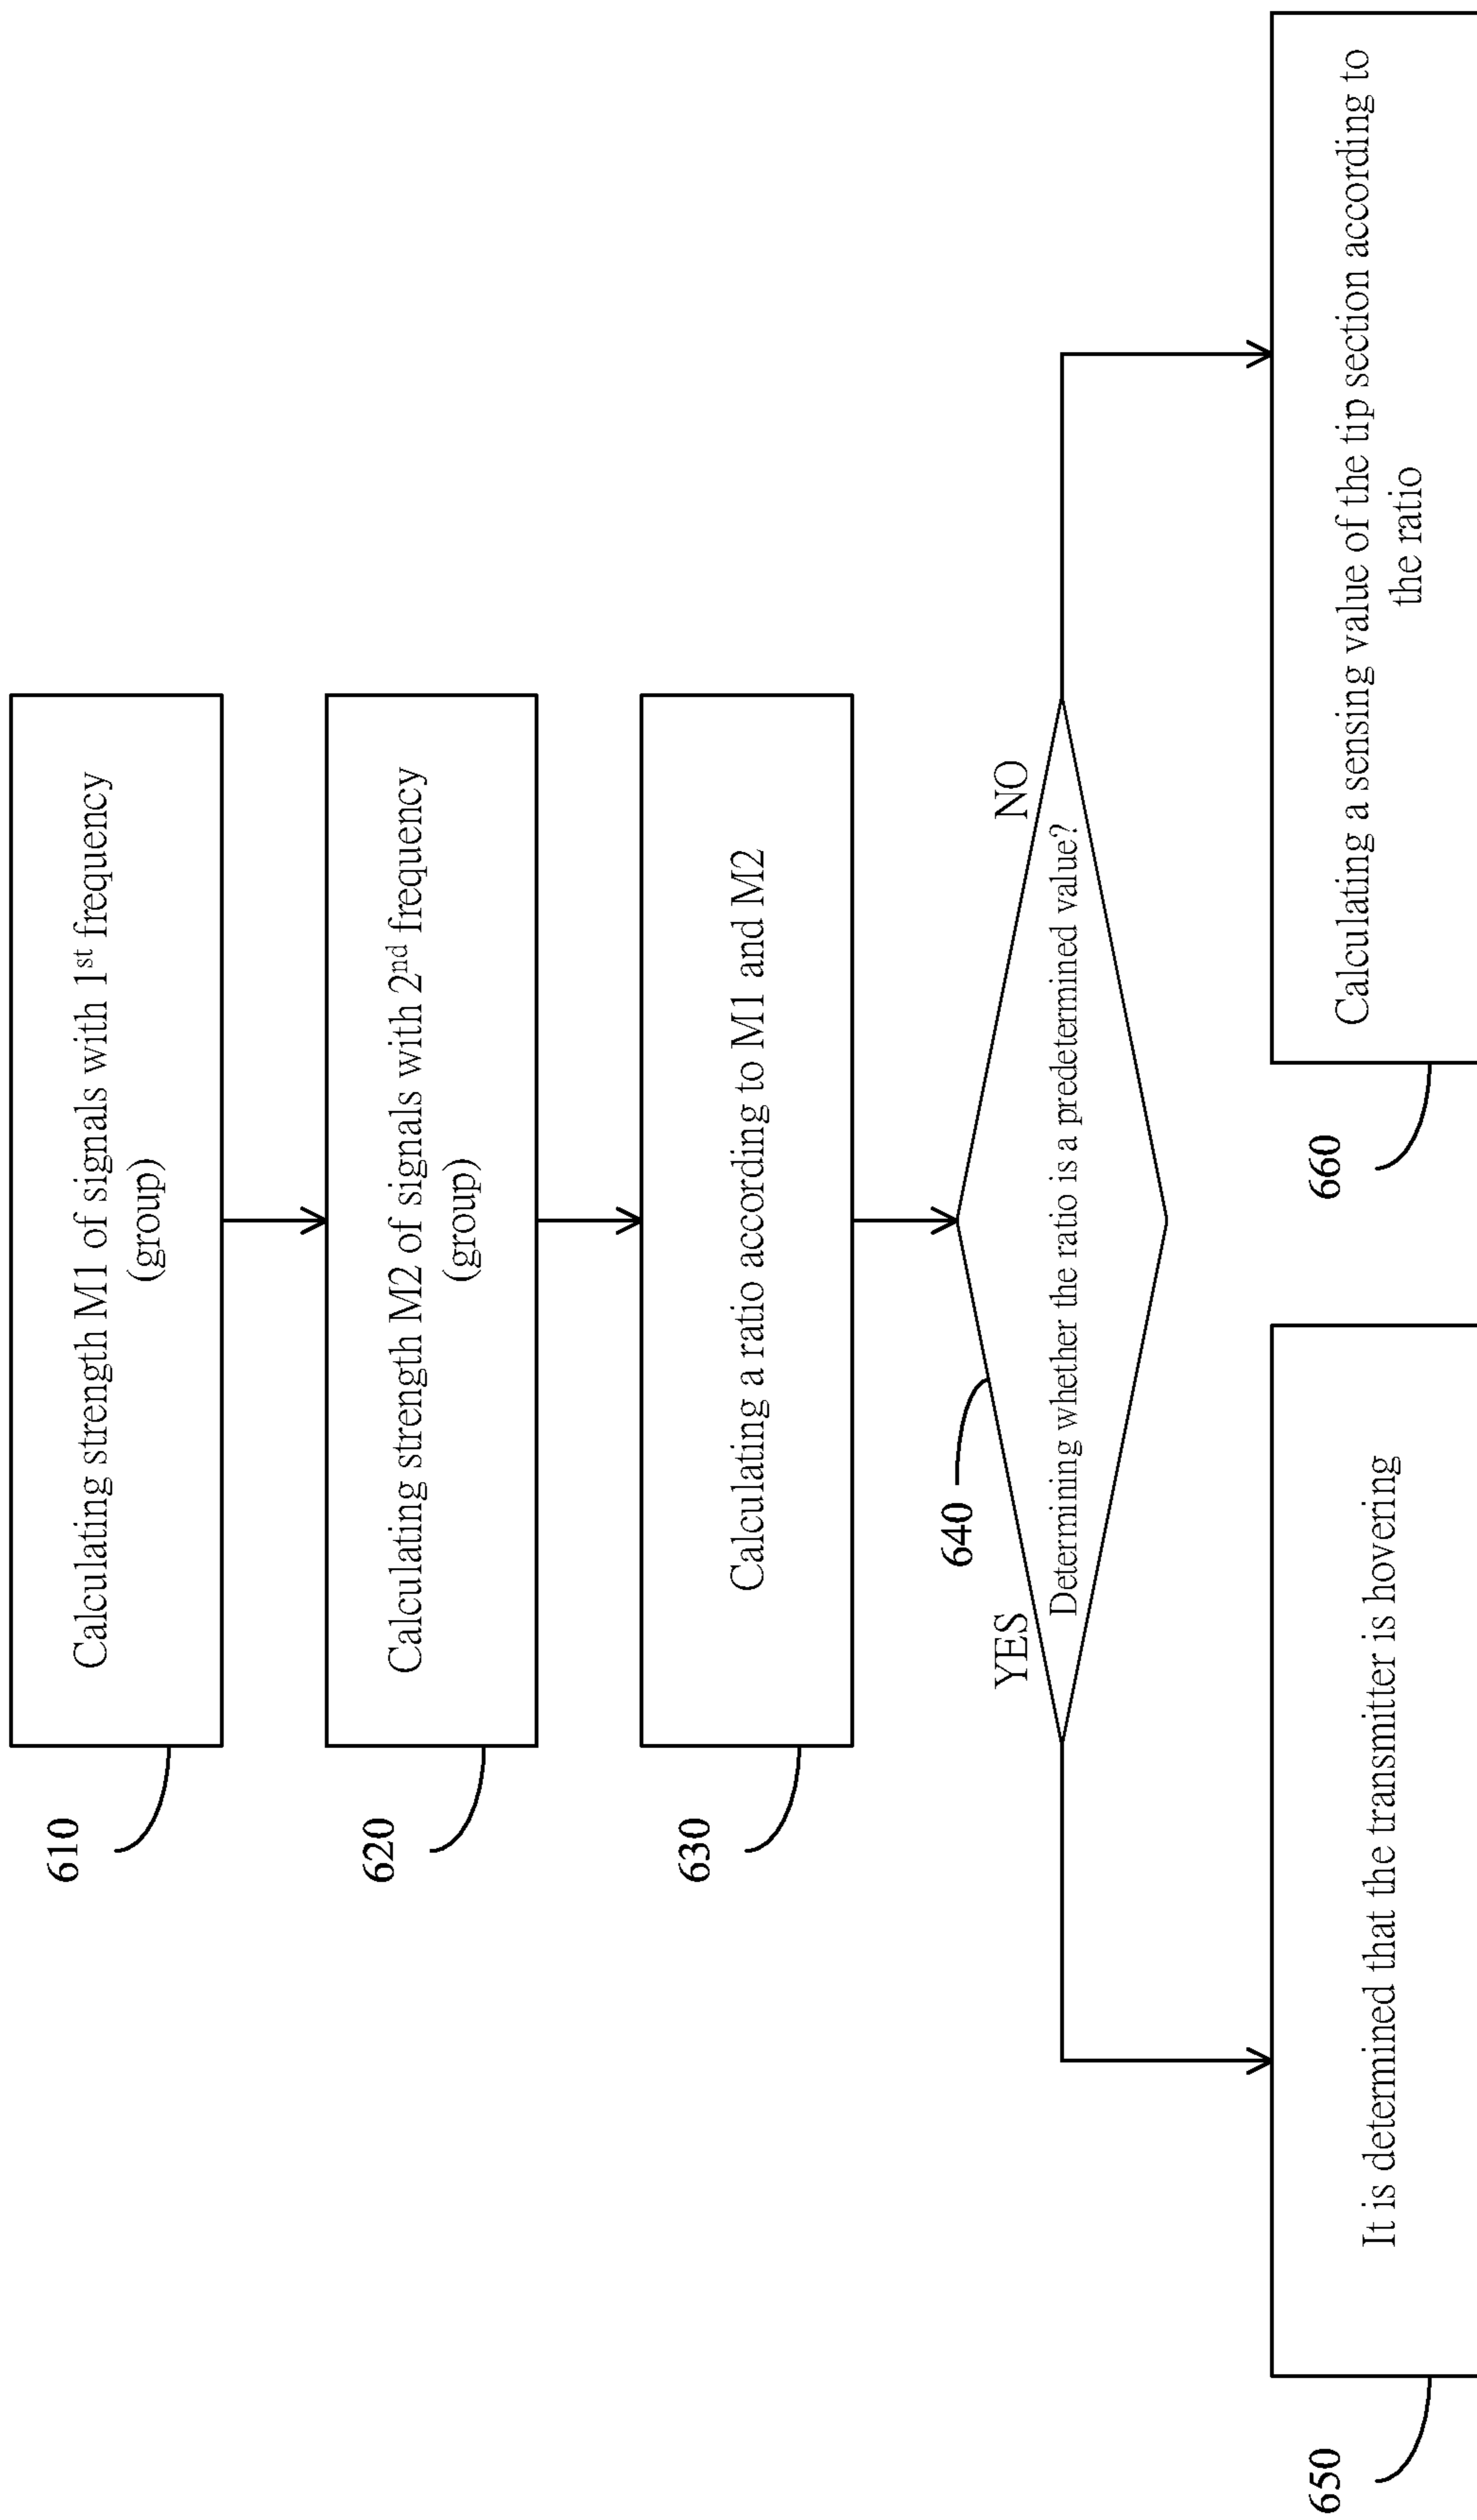 610
Calculating strength M1 of signals with 1st frequency
(group)
620
Calculating strength M2 of signals with 2nd frequency
(group)
630
Calculating a ratio according to M1 and M2
640
YES
NO
Determining whether the ratio is a predetermined value?
650
It is determined that the transmitter is hovering
660
Calculating a sensing value of the tip section according to
the ratio